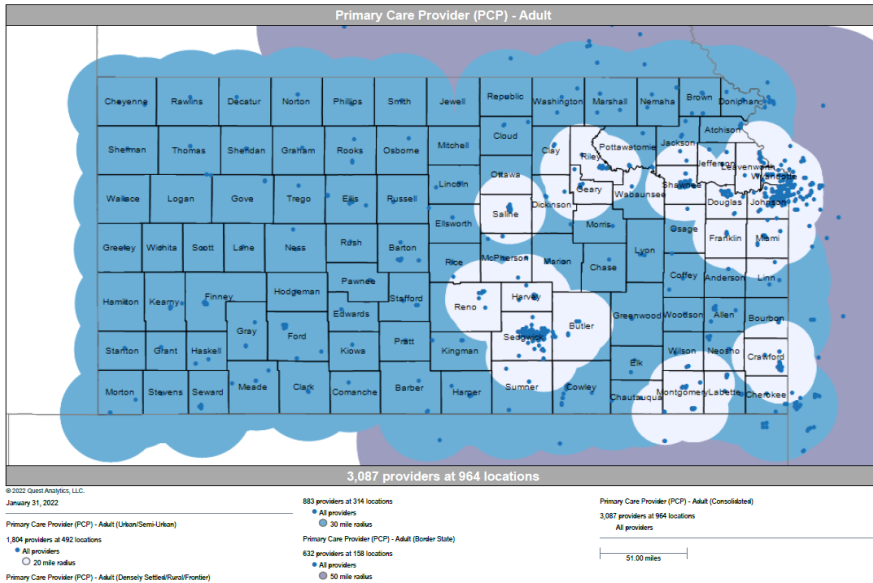 Primary Care Provider (PCP) - Adult
Cheyenne Rawlins Decatur Norton Phillips Smith Jewell Republic Washington Marshall Nemaha Brown Doniphan
Atchison
Sherman Thomas Sheridan Graham Rooks Osborne Mitchell Cloud Clay Riley Pottawatomie Jackson Jefferson Leavenworth Wyandotte
Wallace Logan Gove Trego Ellis Russell Lincoln Ottawa Saline Dickinson Geary Wabaunsee Shawnee Douglas Johnson
Greeley Wichita Scott Lane Ness Rush Barton Ellsworth Rice McPherson Marion Morris Chase Lyon Osage Franklin Miami
Hamilton Kearny Finney Hodgeman Pawnee Edwards Stafford Reno Harvey Butler Greenwood Coffey Anderson Linn Woodson Allen Bourbon
Stanton Grant Haskell Gray Ford Kiowa Pratt Kingman Sedgwick Elk Wilson Neosho Crawford
Morton Stevens Seward Meade Clark Comanche Barber Harper Sumner Cowley Chautauqua Montgomery Labette Cherokee
3,087 providers at 964 locations
© 2022 Quest Analytics, LLC.
January 31, 2022
Primary Care Provider (PCP) - Adult (Urban/Semi-Urban)
1,804 providers at 492 locations
All providers
20 mile radius
Primary Care Provider (PCP) - Adult (Densely Settled/Rural/Frontier)
883 providers at 314 locations
All providers
30 mile radius
Primary Care Provider (PCP) - Adult (Border State)
632 providers at 158 locations
All providers
50 mile radius
Primary Care Provider (PCP) - Adult (Consolidated)
3,087 providers at 964 locations
All providers
51.00 miles